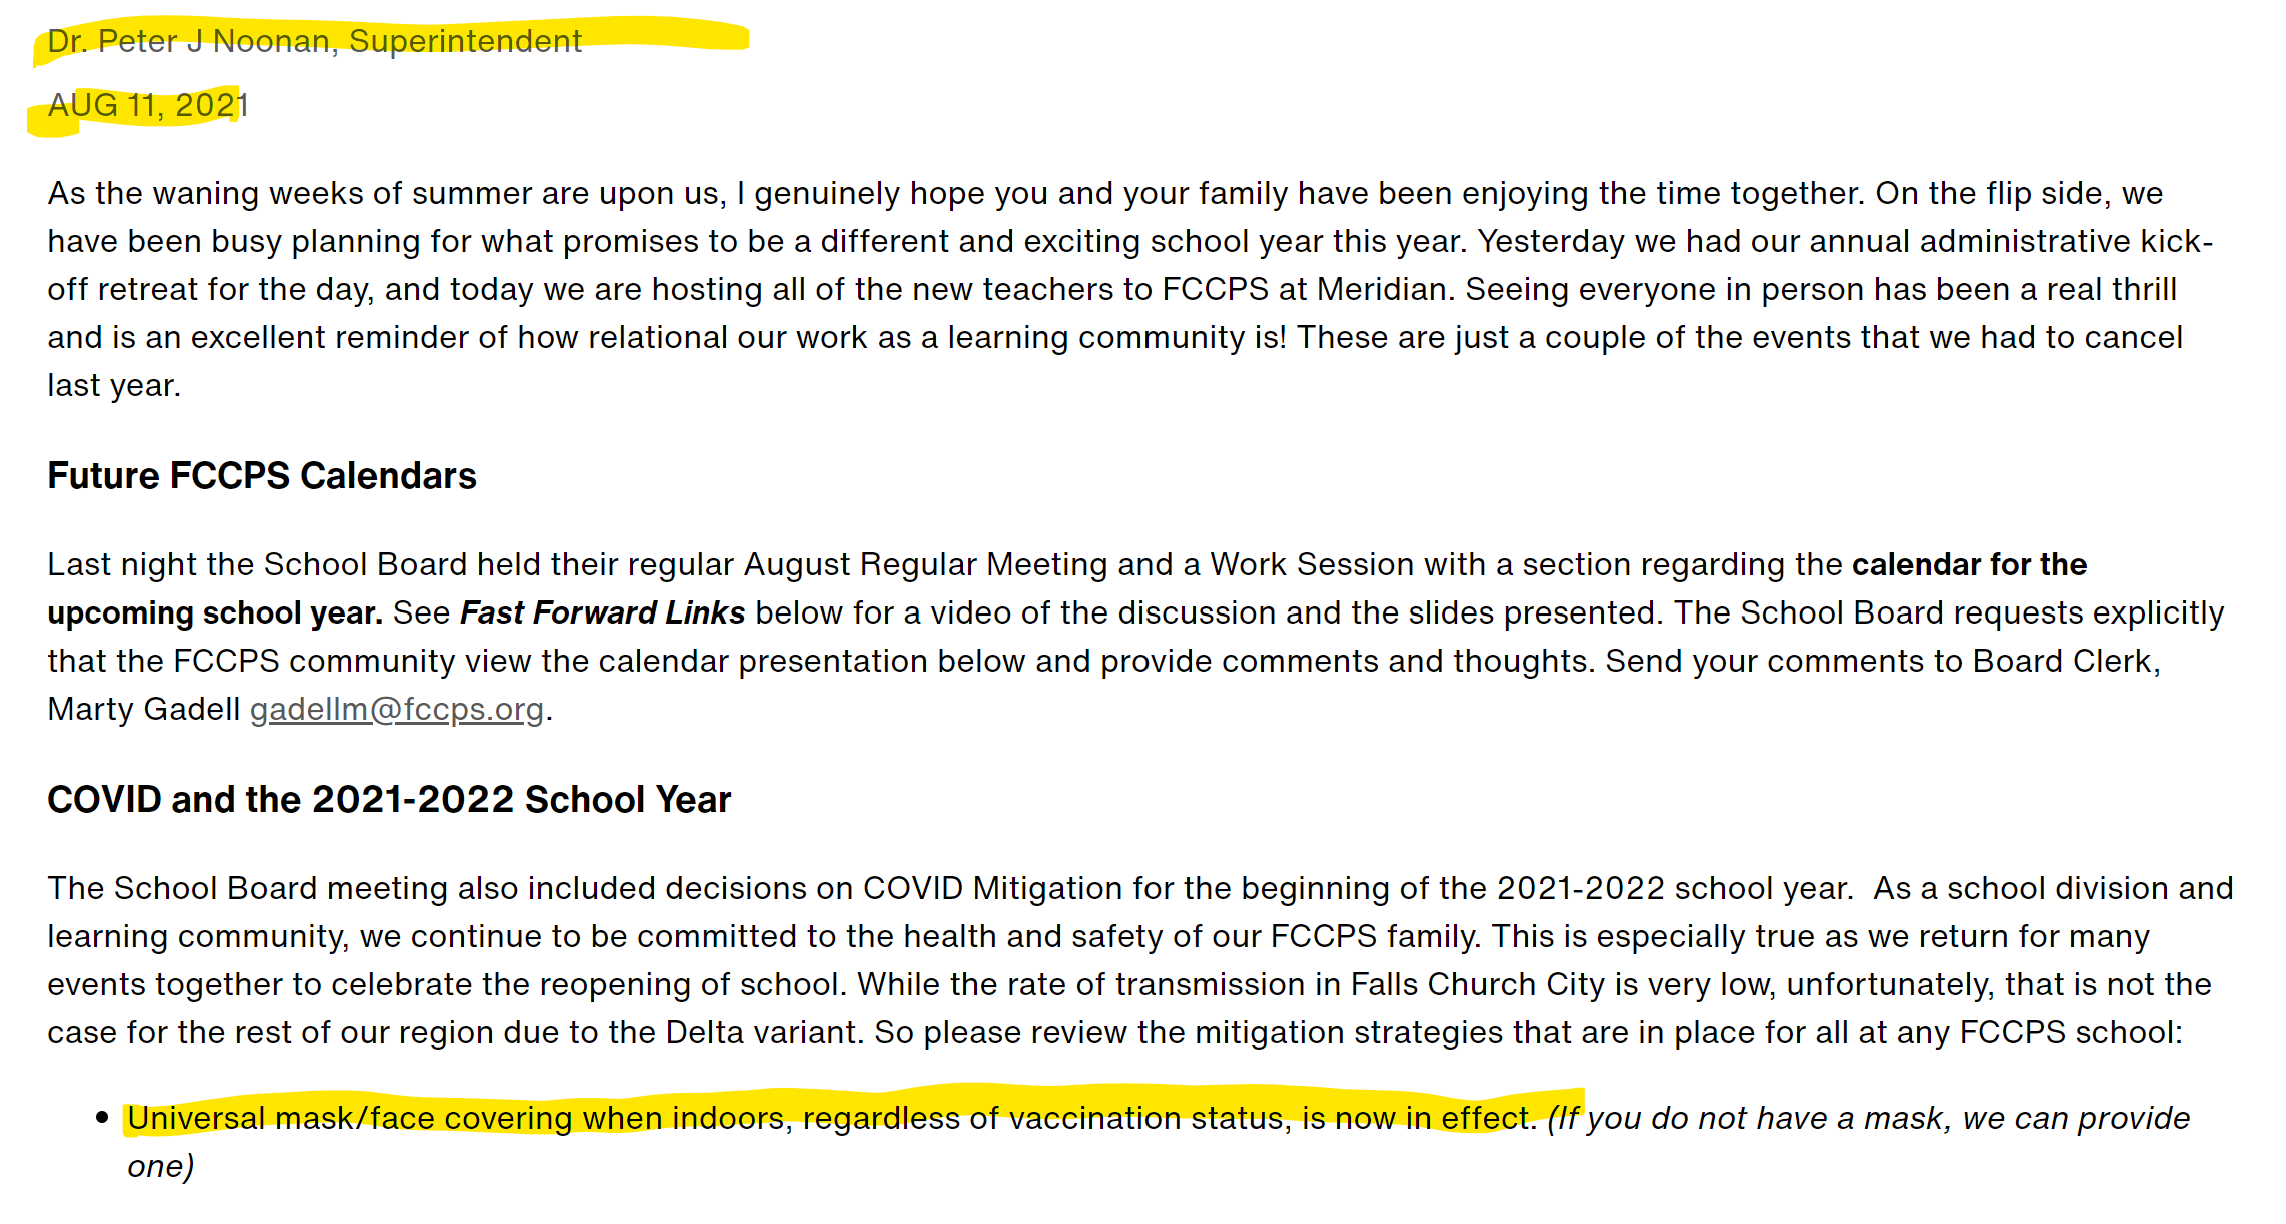 Dr. Peter J Noonan, Superintendent
AUG 11, 2021
As the waning weeks of summer are upon us, I genuinely hope you and your family have been enjoying the time together. On the flip side, we
have been busy planning for what promises to be a different and exciting school year this year. Yesterday we had our annual administrative kick-
off retreat for the day, and today we are hosting all of the new teachers to FCCPS at Meridian. Seeing everyone in person has been a real thrill
and is an excellent reminder of how relational our work as a learning community is! These are just a couple of the events that we had to cancel
last year.
Future FCCPS Calendars
Last night the School Board held their regular August Regular Meeting and a Work Session with a section regarding the calendar for the
upcoming school year. See Fast Forward Links below for a video of the discussion and the slides presented. The School Board requests explicitly
that the FCCPS community view the calendar presentation below and provide comments and thoughts. Send your comments to Board Clerk,
Marty Gadell gadellm@fccps.org.
COVID and the 2021-2022 School Year
The School Board meeting also included decisions on COVID Mitigation for the beginning of the 2021-2022 school year.  As a school division and
learning community, we continue to be committed to the health and safety of our FCCPS family. This is especially true as we return for many
events together to celebrate the reopening of school. While the rate of transmission in Falls Church City is very low, unfortunately, that is not the
case for the rest of our region due to the Delta variant. So please review the mitigation strategies that are in place for all at any FCCPS school:
• Universal mask/face covering when indoors, regardless of vaccination status, is now in effect. (If you do not have a mask, we can provide
one)